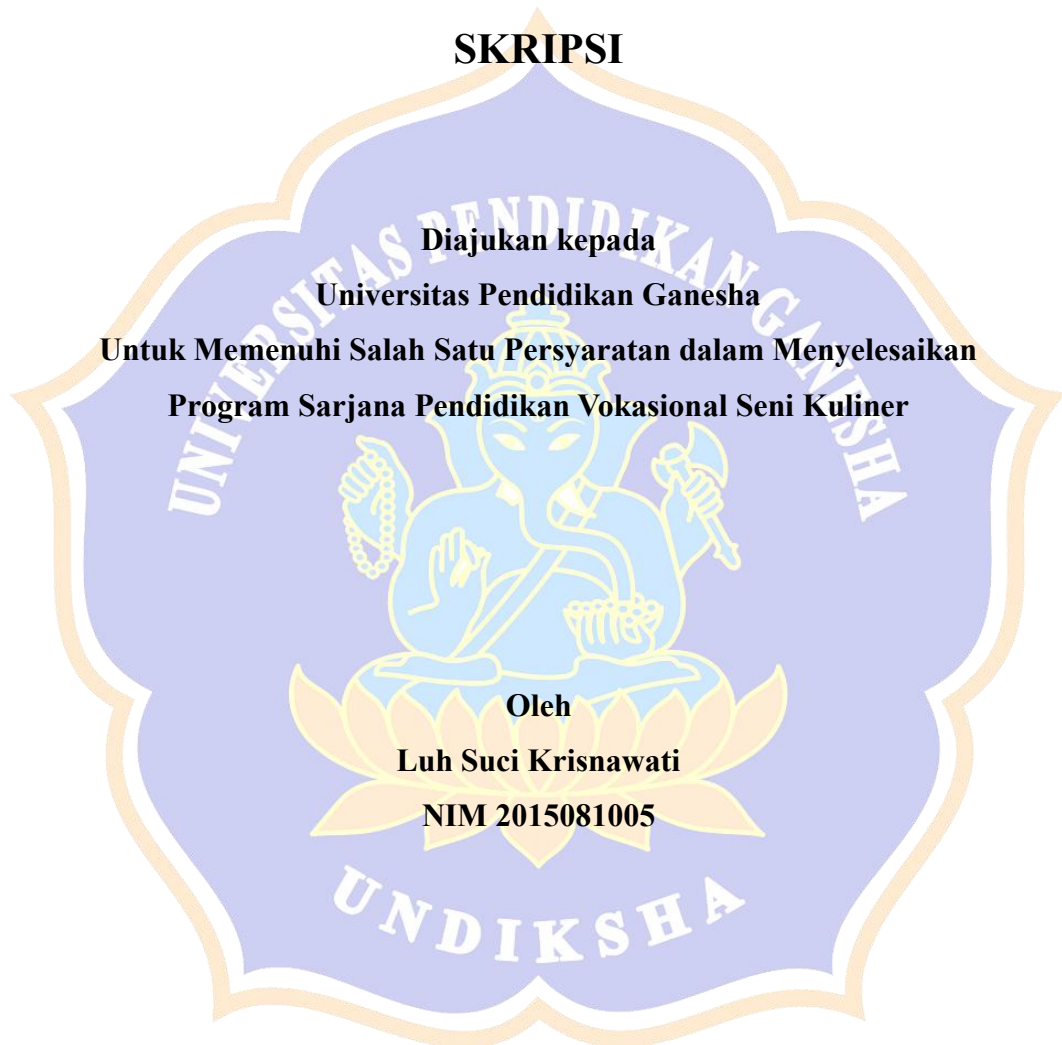 SKRIPSI
UNIVERSITAS PENDIDIKAN GANESHA
Diajukan kepada
Universitas Pendidikan Ganesha
Untuk Memenuhi Salah Satu Persyaratan dalam Menyelesaikan
Program Sarjana Pendidikan Vokasional Seni Kuliner
Oleh
Luh Suci Krisnawati
NIM 2015081005
UNDIKSHA